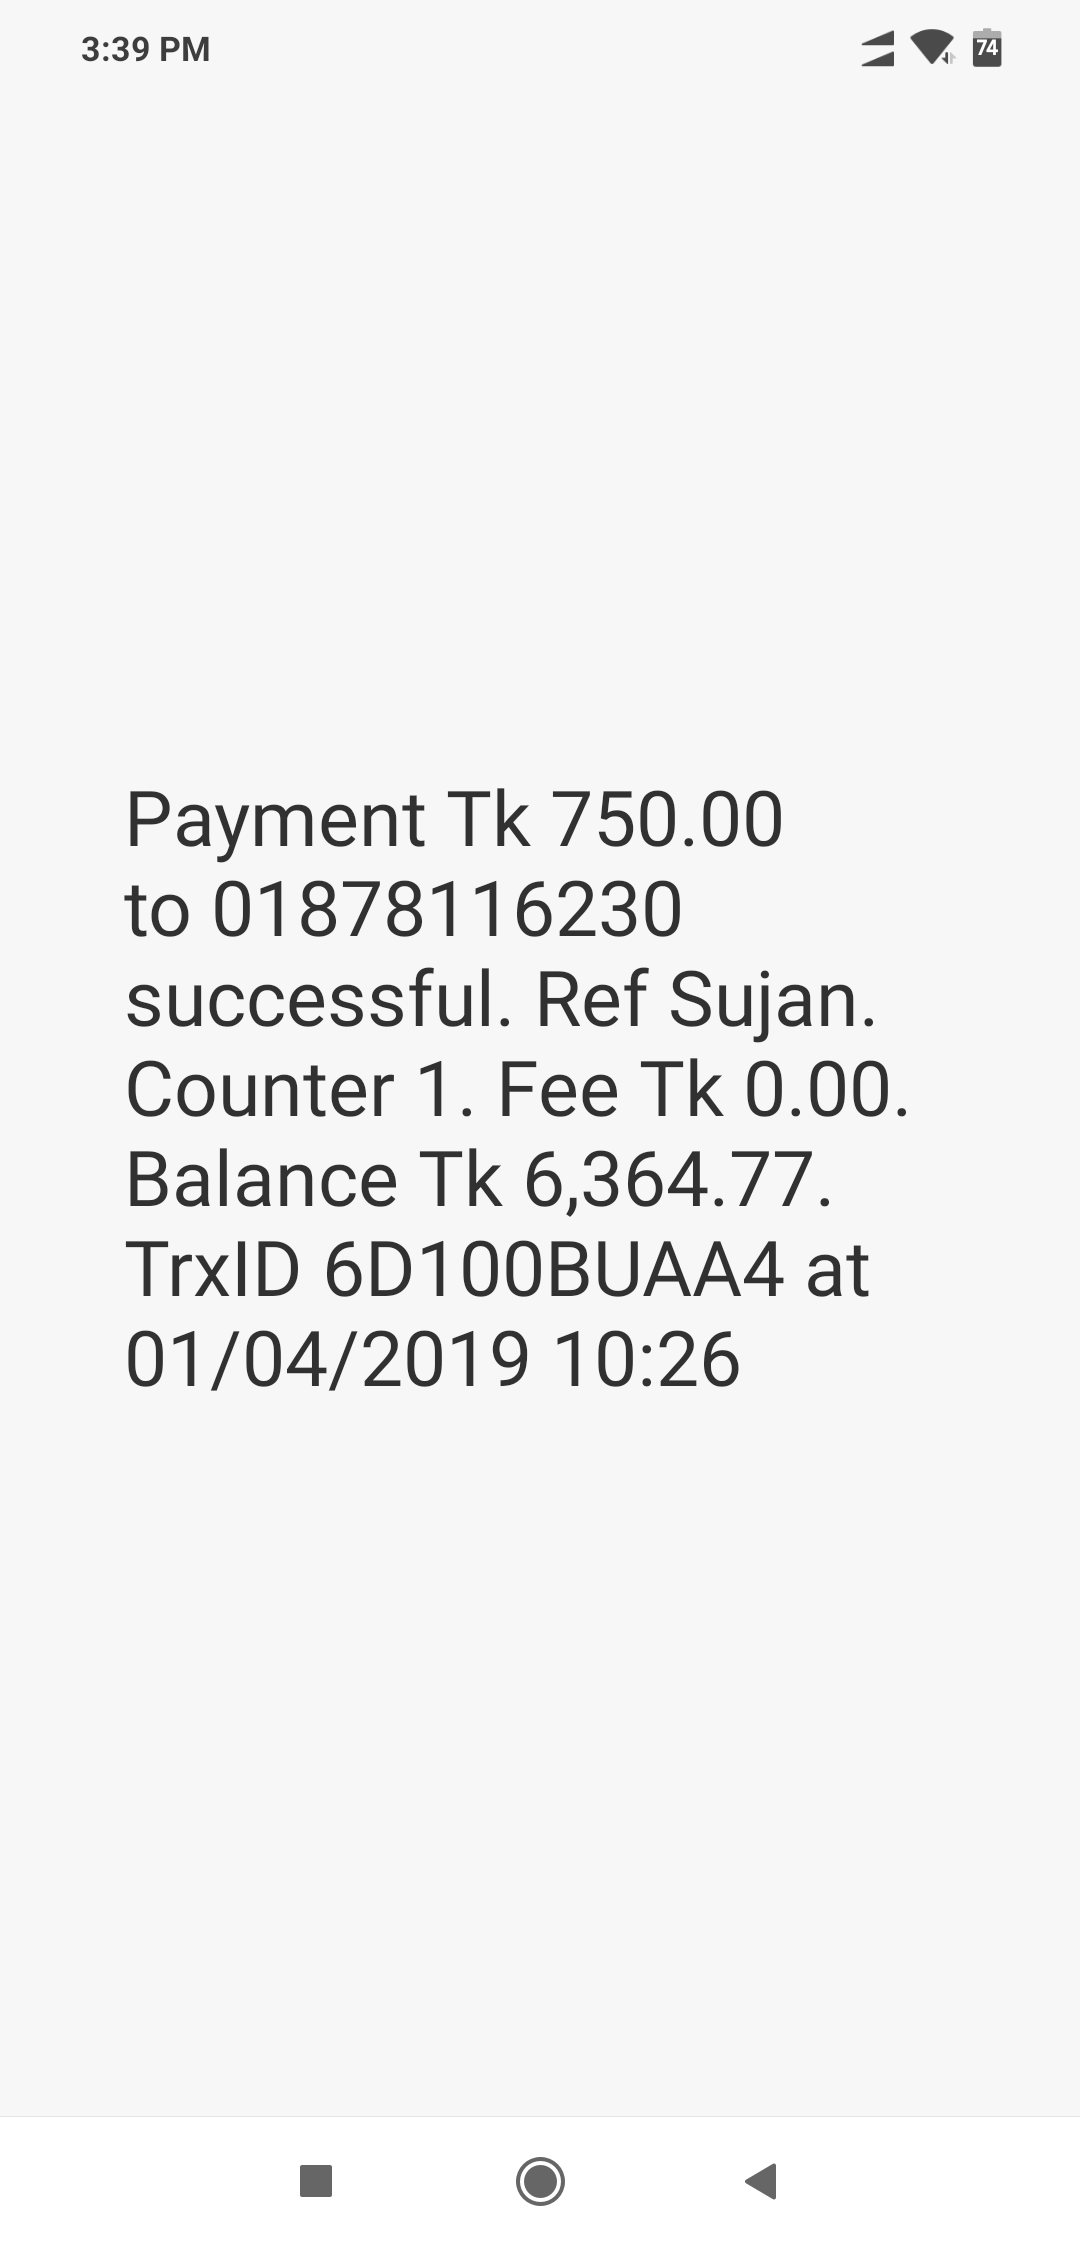 3:39 PM
74
Payment Tk 750.00
to 01878116230
successful. Ref Sujan.
Counter 1. Fee Tk 0.00.
Balance Tk 6,364.77.
TrxID 6D100BUAA4 at
01/04/2019 10:26